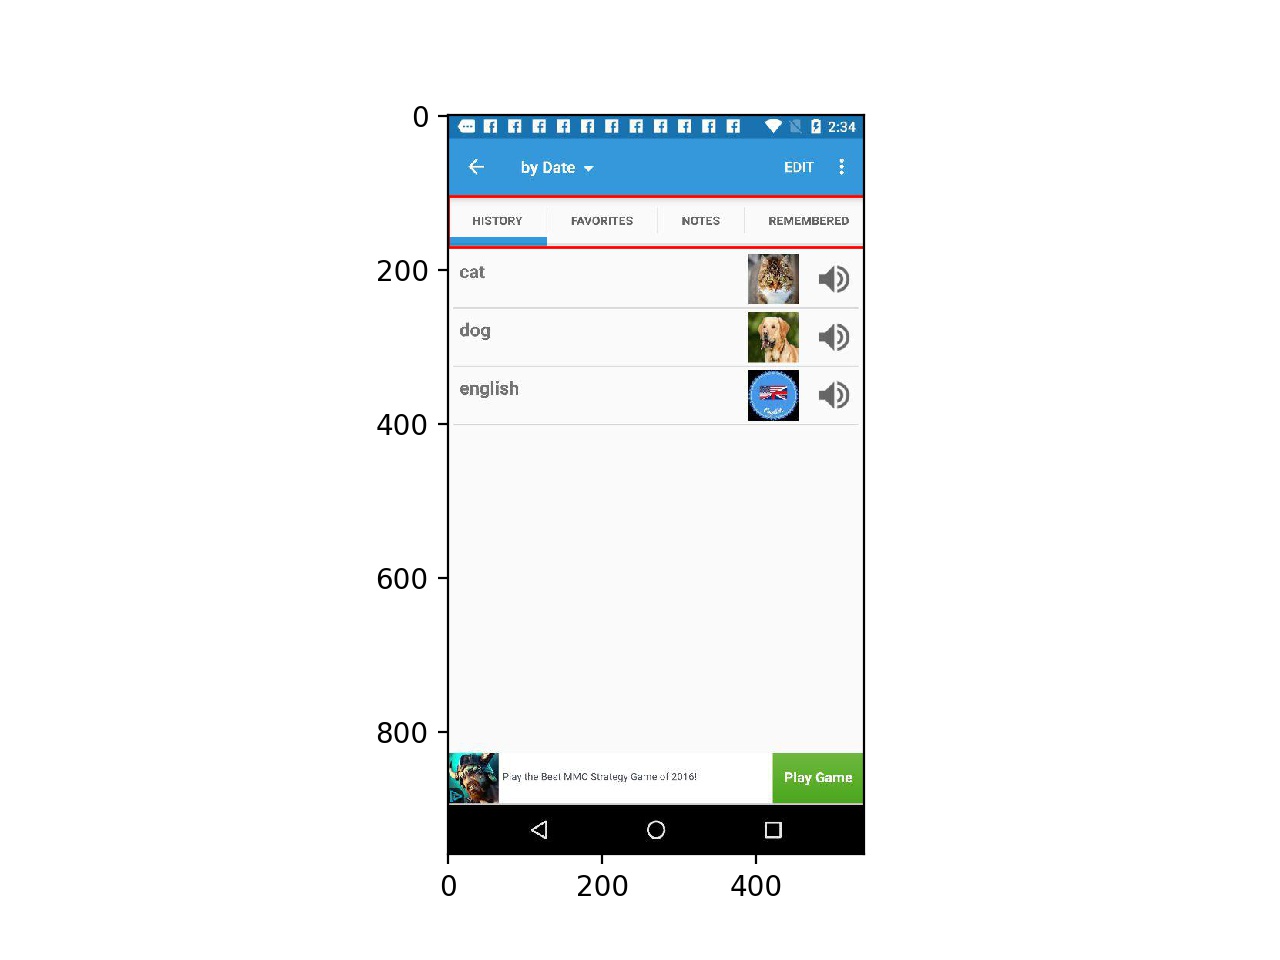 0
2:34
by Date
EDIT
HISTORY
FAVORITES
NOTES
REMEMBERED
200
cat
dog
english
400
600
800
Play the Best MMO Strategy Game of 2016!
Play Game
0
200
400